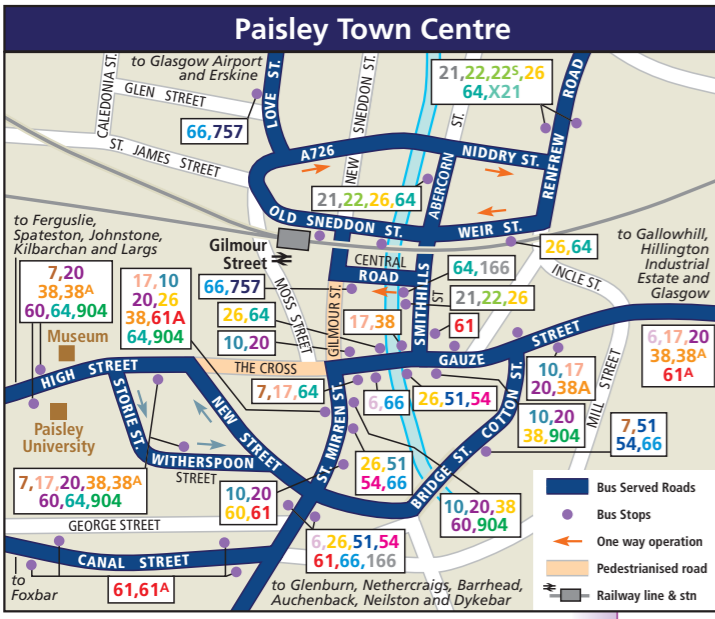 Paisley Town Centre
to Glasgow Airport
and Erskine
CALEDONIA ST.
GLEN STREET
LOVE ST.
NEW SNEDDON ST.
21,22,22S,26
64,X21
RENFREW ROAD
66,757
ST. JAMES STREET
A726
NIDDRY ST.
ABERCORN ST.
21,22,26,64
OLD SNEDDON ST.
WEIR ST.
to Ferguslie,
Spateston, Johnstone,
Kilbarchan and Largs
Gilmour
Street
CENTRAL
ROAD
26,64
to Gallowhill,
Hillington
Industrial
Estate and
Glasgow
7,20
38,38A
60,64,904
17,10
20,26
38,61A
64,904
66,757
MOSS STREET
GILMOUR ST.
SMITHHILLS ST
64,166
INCLE ST.
21,22,26
26,64
17,38
61
10,20
Museum
HIGH STREET
THE CROSS
GAUZE STREET
6,17,20
38,38A
61A
10,17
20,38A
MILL STREET
7,17,64
6,66
26,51,54
Paisley
University
STORIE ST.
NEW STREET
ST. MIRREN ST.
COTTON ST.
10,20
38,904
7,51
54,66
WITHERSPOON
STREET
7,17,20,38,38A
60,64,904
26,51
54,66
BRIDGE ST.
10,20
60,61
10,20,38
60,904
GEORGE STREET
6,26,51,54
61,66,166
CANAL STREET
to
Foxbar
61,61A
to Glenburn, Nethercraigs, Barrhead,
Auchenback, Neilston and Dykebar
Bus Served Roads
Bus Stops
One way operation
Pedestrianised road
Railway line & stn